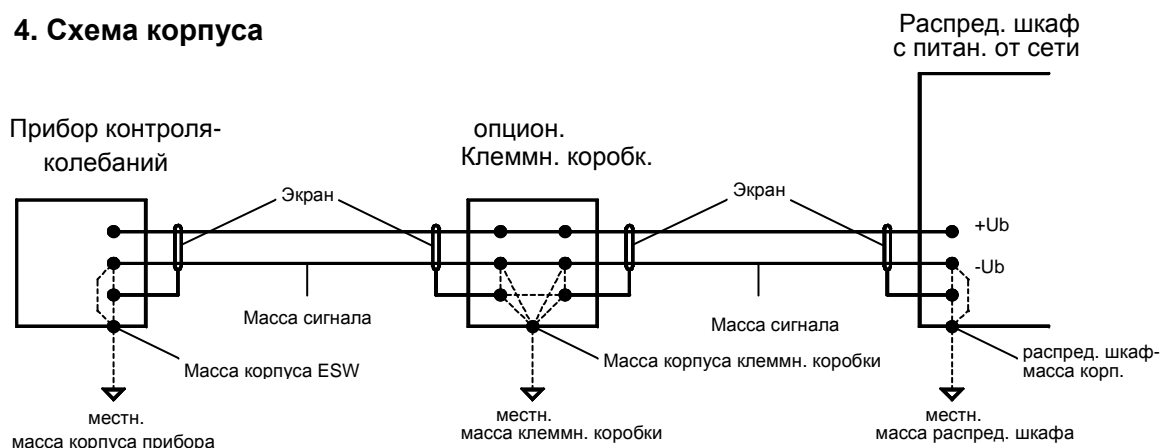 4. Схема корпуса
Распред. шкаф
с питан. от сети
Прибор контроля-
колебаний
опцион.
Клеммн. коробк.
Экран
Экран
+Ub
-Ub
Масса сигнала
Масса сигнала
Масса корпуса ESW
Масса корпуса клеммн. коробки
распред. шкаф-
масса корп.
местн.
масса корпуса прибора
местн.
масса клеммн. коробки
местн.
масса распред. шкафа